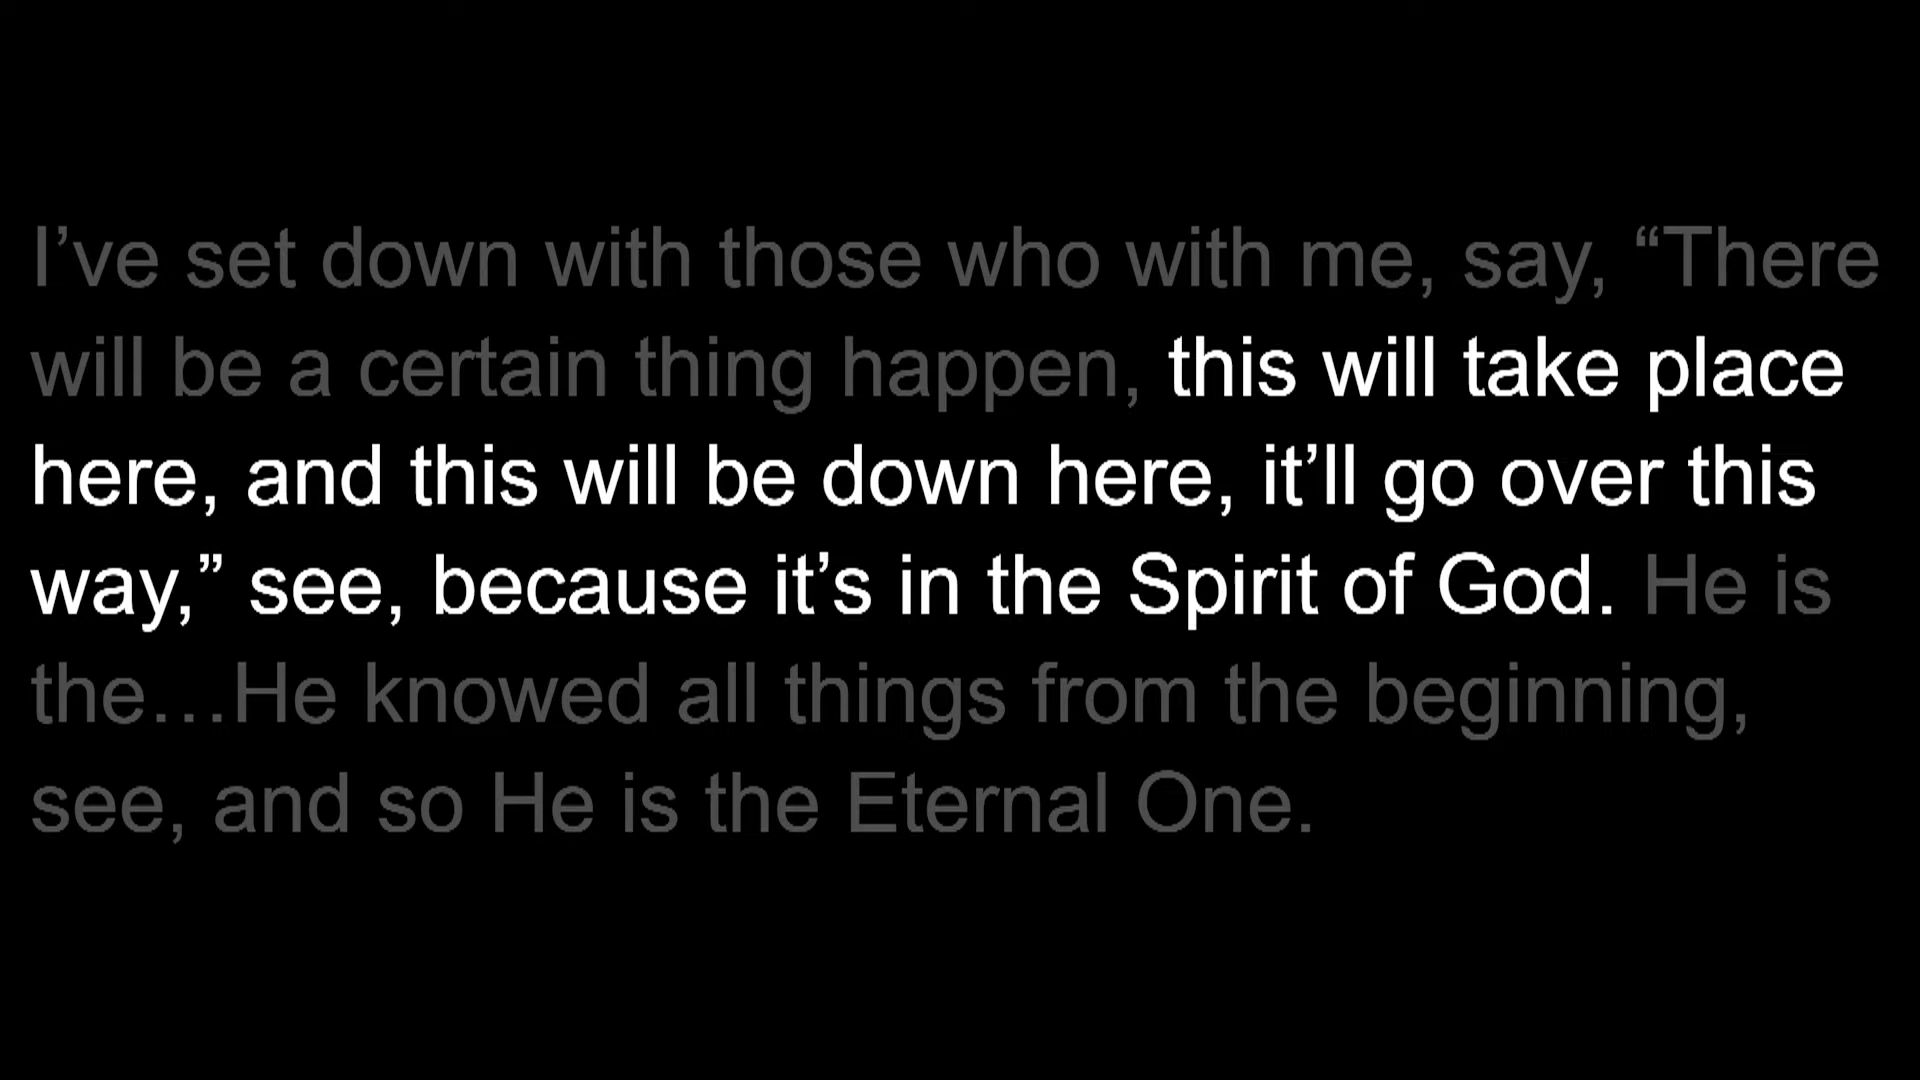 I’ve set down with those who with me, say, “There
will be a certain thing happen, this will take place
here, and this will be down here, it’ll go over this
way,” see, because it’s in the Spirit of God. He is
the…He knowed all things from the beginning,
see, and so He is the Eternal One.